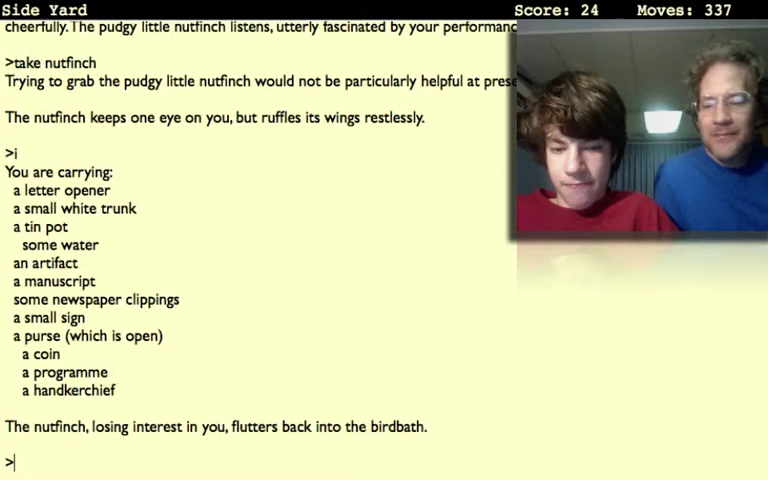 Side Yard Score: 24 Moves: 337
cheerfully. The pudgy little nutfinch listens, utterly fascinated by your performanc
>take nutfinch
Trying to grab the pudgy little nutfinch would not be particularly helpful at prese
The nutfinch keeps one eye on you, but ruffles its wings restlessly.
>i
You are carrying:
a letter opener
a small white trunk
a tin pot
some water
an artifact
a manuscript
some newspaper clippings
a small sign
a purse (which is open)
a coin
a programme
a handkerchief
The nutfinch, losing interest in you, flutters back into the birdbath.
>